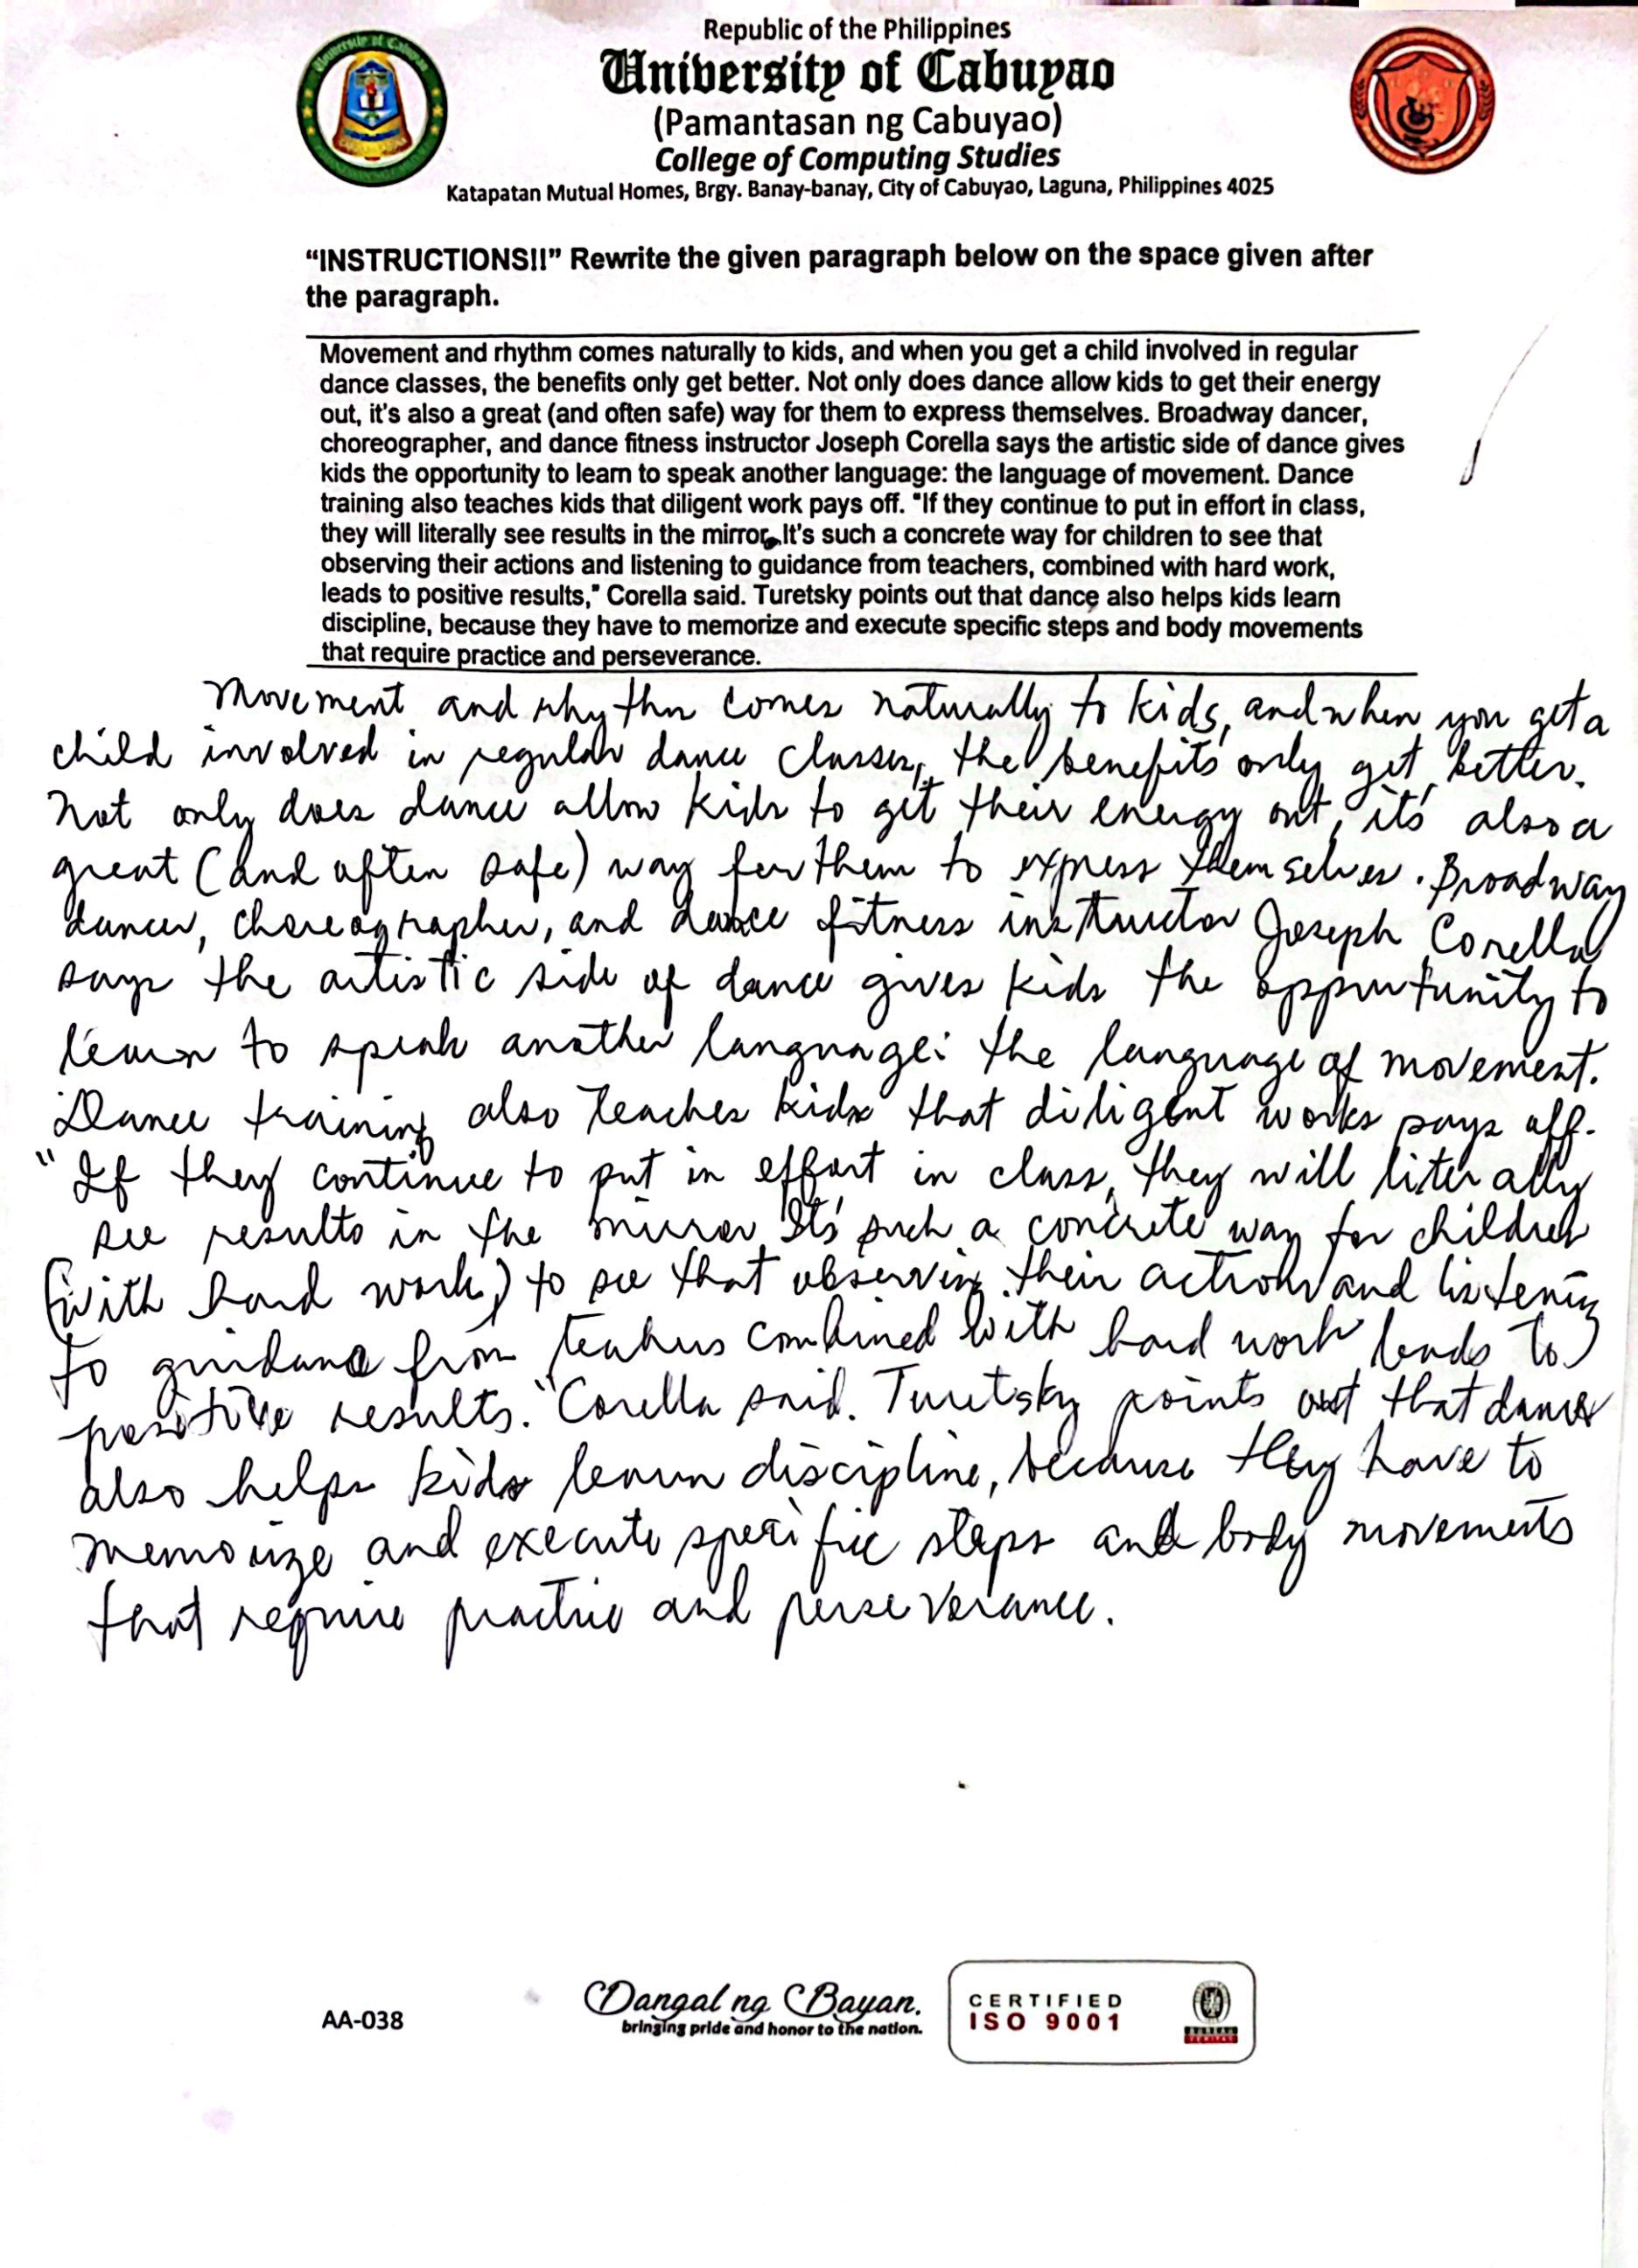 Republic of the Philippines
University of Cabuyao
(Pamantasan ng Cabuyao)
College of Computing Studies
Katapatan Mutual Homes, Brgy. Banay-banay, City of Cabuyao, Laguna, Philippines 4025
“INSTRUCTIONS!!” Rewrite the given paragraph below on the space given after
the paragraph.
Movement and rhythm comes naturally to kids, and when you get a child involved in regular
dance classes, the benefits only get better. Not only does dance allow kids to get their energy
out, it's also a great (and often safe) way for them to express themselves. Broadway dancer,
choreographer, and dance fitness instructor Joseph Corella says the artistic side of dance gives
kids the opportunity to learn to speak another language: the language of movement. Dance
training also teaches kids that diligent work pays off. "If they continue to put in effort in class,
they will literally see results in the mirror. It's such a concrete way for children to see that
observing their actions and listening to guidance from teachers, combined with hard work,
leads to positive results," Corella said. Turetsky points out that dance also helps kids learn
discipline, because they have to memorize and execute specific steps and body movements
that require practice and perseverance.
Movement and rhythm comes naturally to kids, and when you get a
child involved in regular dance classes, the benefits only get better.
Not only does dance allow kids to get their energy out, it's also a
great (and often safe) way for them to express themselves. Broadway
dancer, choreographer, and dance fitness instructor Joseph Corella
says the artistic side of dance gives kids the opportunity to
learn to speak another language: the language of movement.
Dance training also teaches kids that diligent works pays off.
"If they continue to put in effort in class, they will literally
see results in the mirror. It's such a concrete way for children
(with hard work,) to see that observing their actions and listening
to guidance from teachers combined with hard work leads to
positive results." Corella said. Turetsky points out that dance
also helps kids learn discipline, because they have to
memorize and execute specific steps and body movements
that require practice and perseverance.
AA-038
Dangal ng Bayan.
bringing pride and honor to the nation.
CERTIFIED
ISO 9001
BUREAU
VERITAS